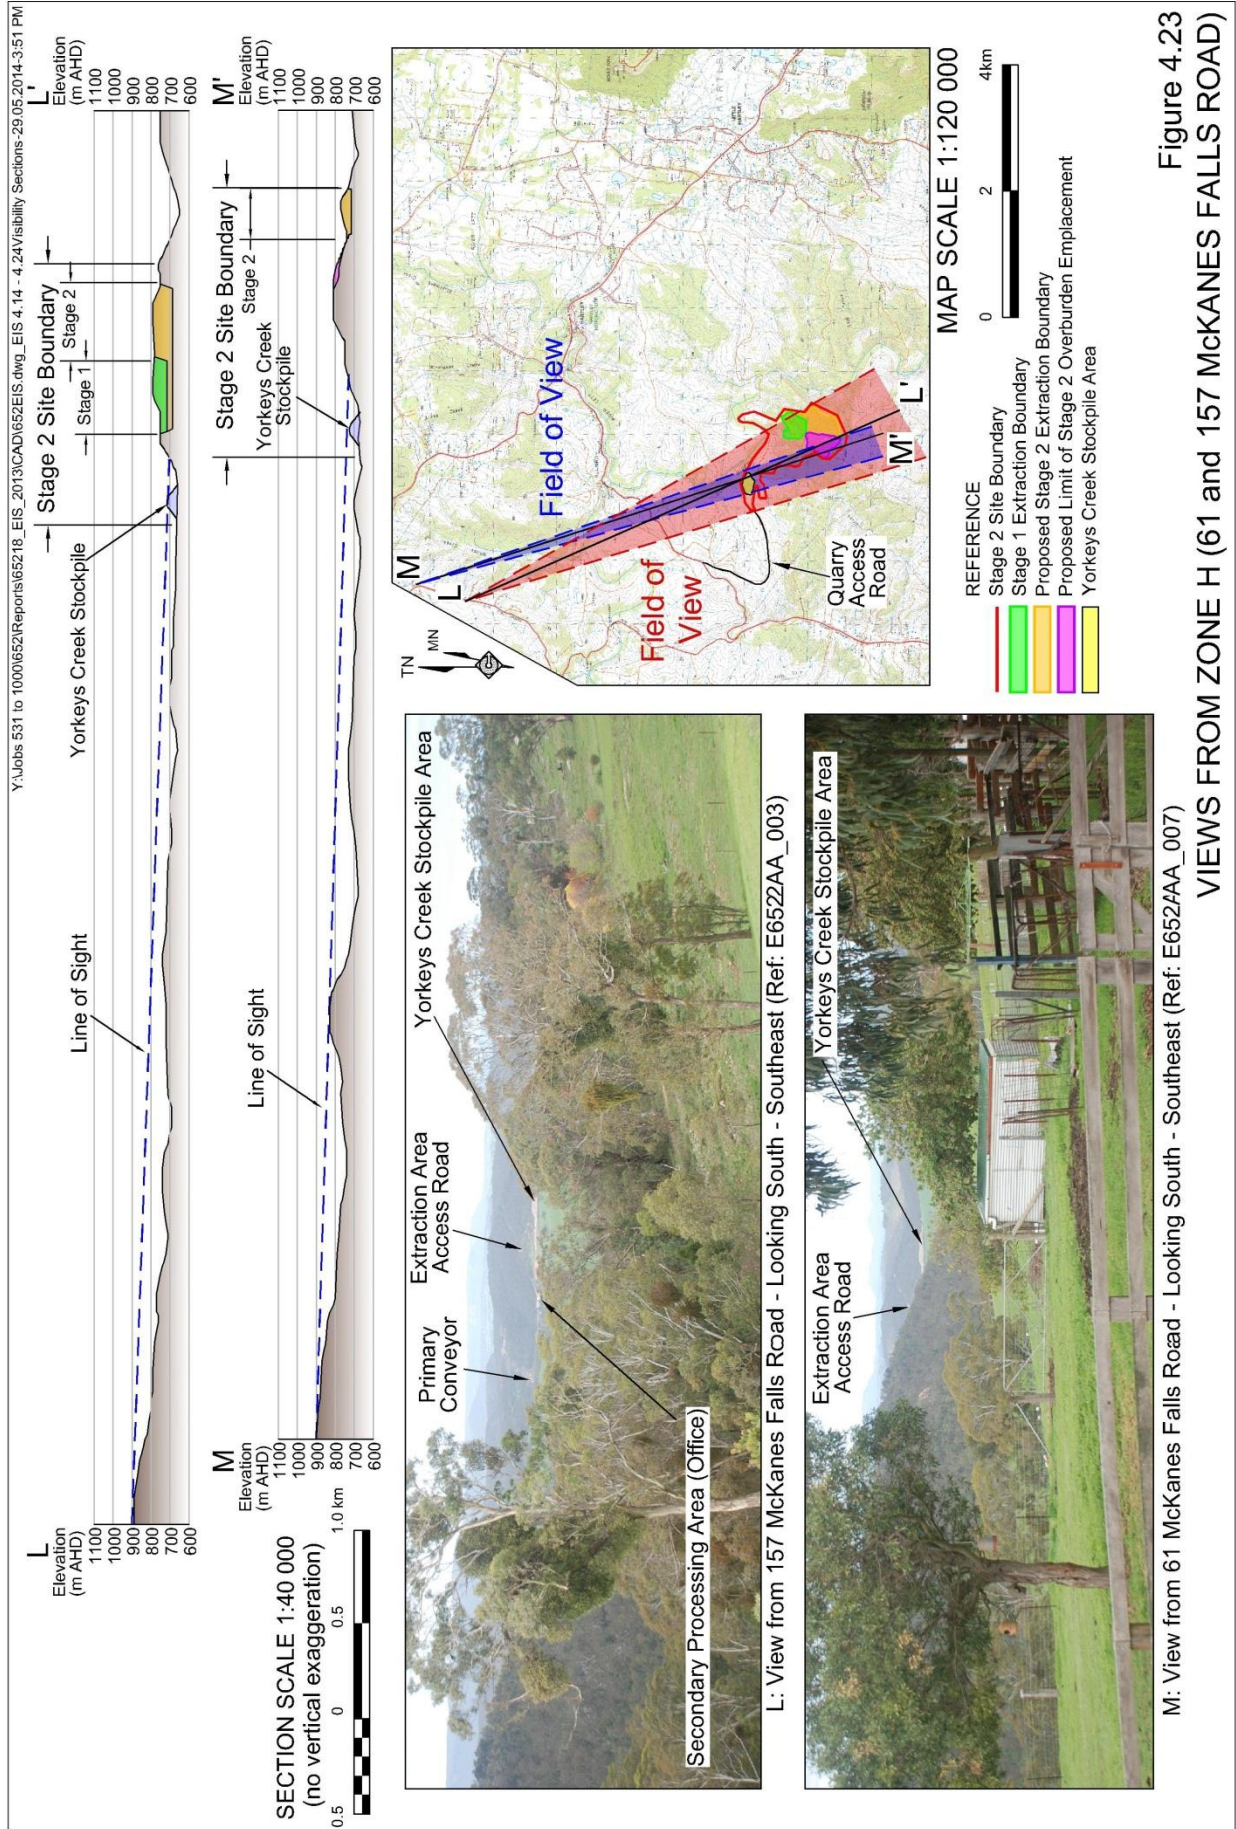 Y:\Jobs 531 to 1000\652\Reports\65218_EIS_2013\CAD\652EIS.dwg_EIS 4.14 - 4.24Visibility Sections-29.05.2014-3:51 PM
L
Elevation
(m AHD)
1100
1000
900
800
700
600
Line of Sight
Yorkeys Creek Stockpile
Stage 2 Site Boundary
Stage 1
Stage 2
L'
Elevation
(m AHD)
1100
1000
900
800
700
600
SECTION SCALE 1:40 000
(no vertical exaggeration)
0.5
0
0.5
1.0 km
M
Elevation
(m AHD)
1100
1000
900
800
700
600
Line of Sight
Stage 2 Site Boundary
Yorkeys Creek
Stockpile
Stage 2
M'
Elevation
(m AHD)
1100
1000
900
800
700
600
Primary
Conveyor
Extraction Area
Access Road
Yorkeys Creek Stockpile Area
Secondary Processing Area (Office)
L: View from 157 McKanes Falls Road - Looking South - Southeast (Ref: E6522AA_003)
Extraction Area
Access Road
Yorkeys Creek Stockpile Area
M: View from 61 McKanes Falls Road - Looking South - Southeast (Ref: E652AA_007)
TN
MN
M
L
Field of View
Field of
View
Quarry
Access
Road
M'
L'
MAP SCALE 1:120 000
0
2
4km
REFERENCE
Stage 2 Site Boundary
Stage 1 Extraction Boundary
Proposed Stage 2 Extraction Boundary
Proposed Limit of Stage 2 Overburden Emplacement
Yorkeys Creek Stockpile Area
Figure 4.23
VIEWS FROM ZONE H (61 and 157 McKANES FALLS ROAD)